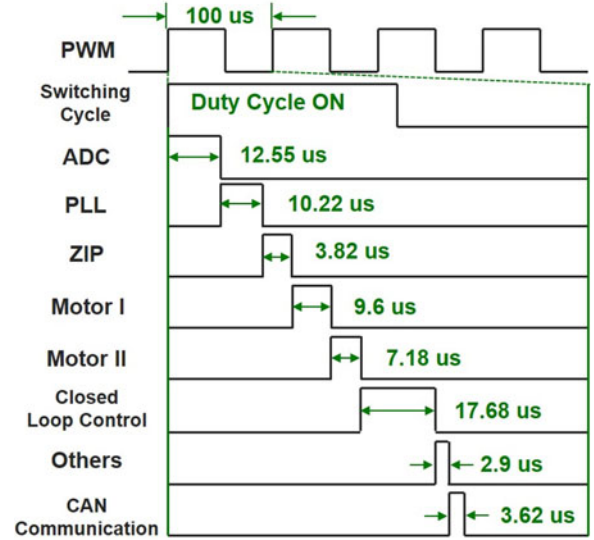 100 us
PWM
Switching
Cycle
Duty Cycle ON
ADC
12.55 us
PLL
10.22 us
ZIP
3.82 us
Motor I
9.6 us
Motor II
7.18 us
Closed
Loop Control
17.68 us
Others
2.9 us
CAN
Communication
3.62 us